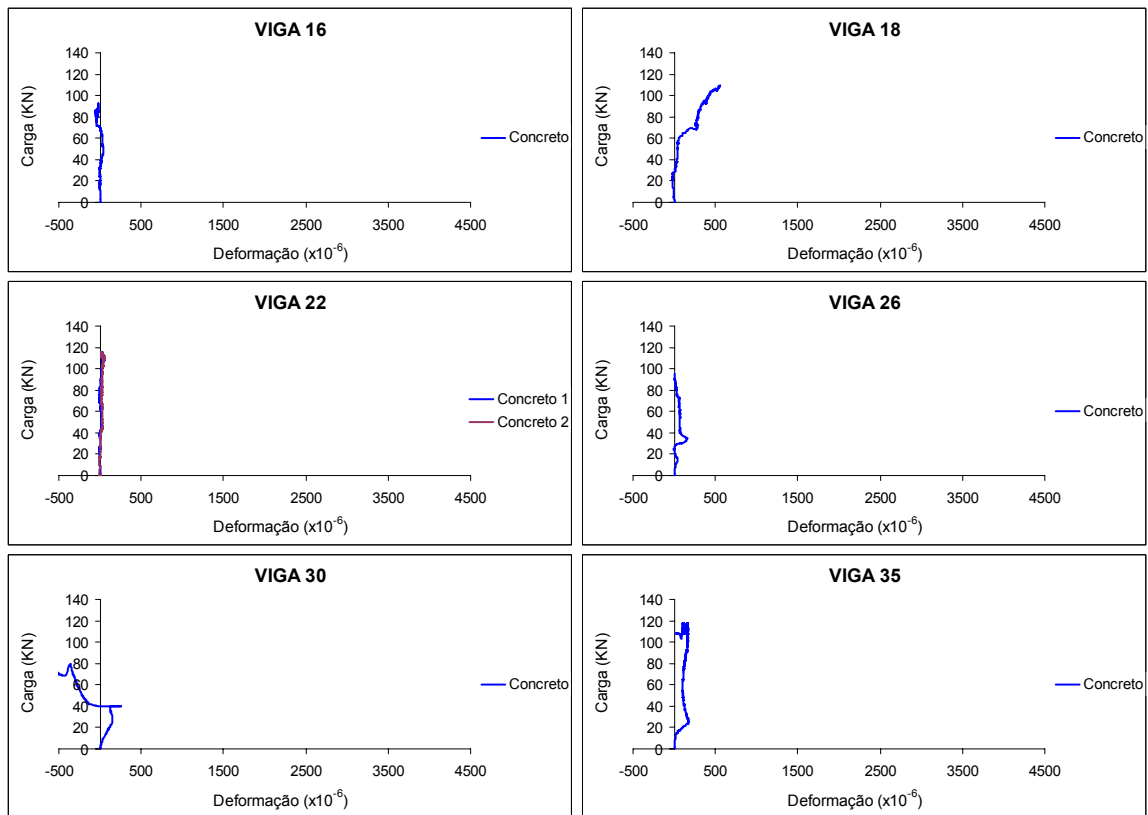 VIGA 16
140
120
100
80
60
40
20
0
-500 500 1500 2500 3500 4500
Carga (KN)
Deformação (x10⁻⁶)
Concreto
VIGA 18
140
120
100
80
60
40
20
0
-500 500 1500 2500 3500 4500
Carga (KN)
Deformação (x10⁻⁶)
Concreto
VIGA 22
140
120
100
80
60
40
20
0
-500 500 1500 2500 3500 4500
Carga (KN)
Deformação (x10⁻⁶)
Concreto 1
Concreto 2
VIGA 26
140
120
100
80
60
40
20
0
-500 500 1500 2500 3500 4500
Carga (KN)
Deformação (x10⁻⁶)
Concreto
VIGA 30
140
120
100
80
60
40
20
0
-500 500 1500 2500 3500 4500
Carga (KN)
Deformação (x10⁻⁶)
Concreto
VIGA 35
140
120
100
80
60
40
20
0
-500 500 1500 2500 3500 4500
Carga (KN)
Deformação (x10⁻⁶)
Concreto